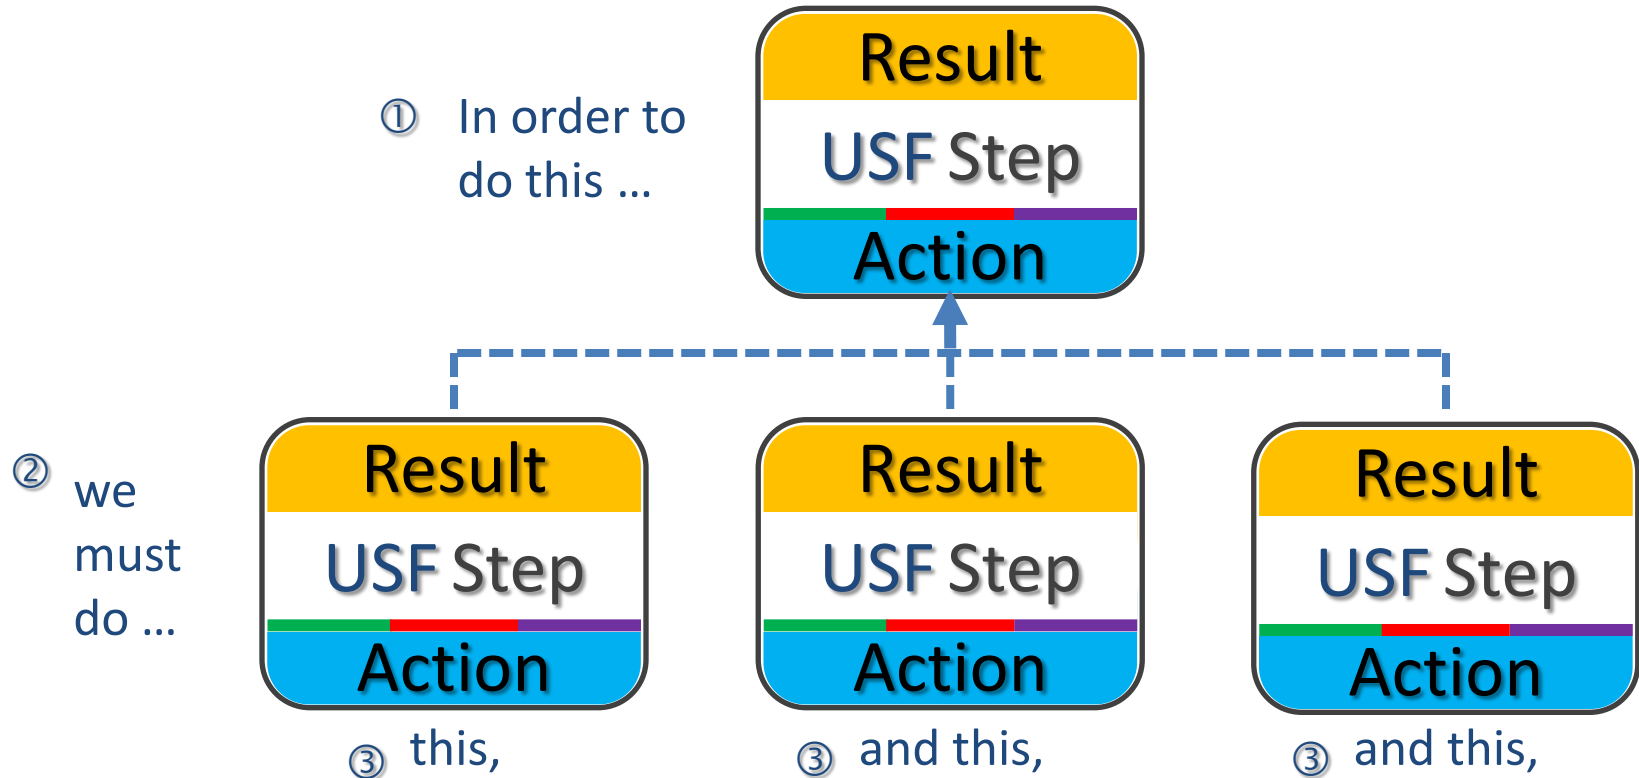 Result
① In order to
do this ...
USF Step
Action
Result
Result
Result
② we
must
do ...
USF Step
USF Step
USF Step
Action
Action
Action
③ this,
③ and this,
③ and this,